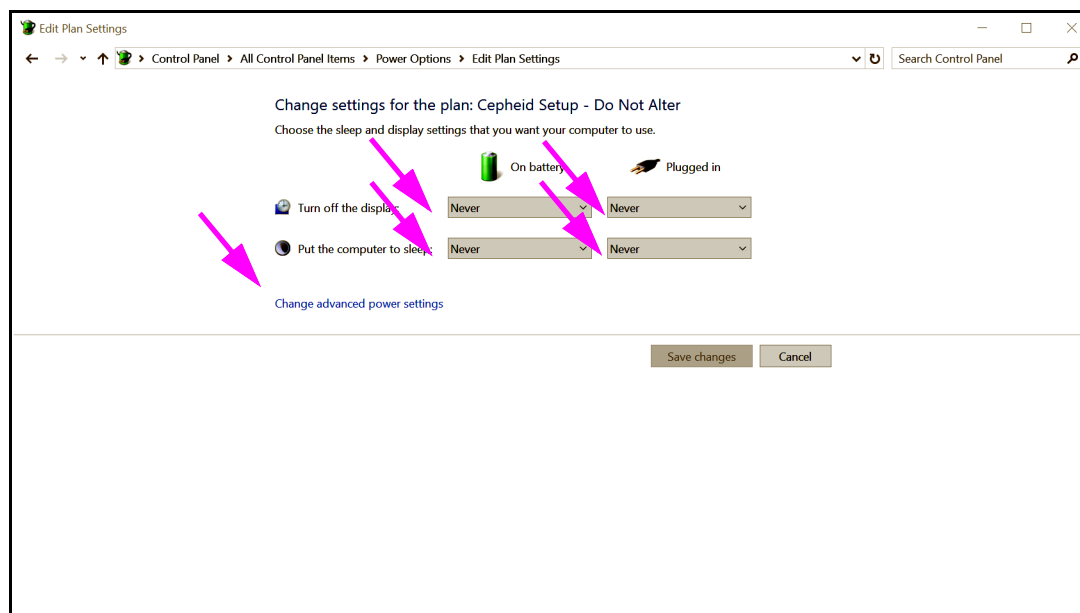 Edit Plan Settings
Control Panel > All Control Panel Items > Power Options > Edit Plan Settings
Search Control Panel
Change settings for the plan: Cepheid Setup - Do Not Alter
Choose the sleep and display settings that you want your computer to use.
On battery Plugged in
Turn off the display: Never Never
Put the computer to sleep: Never Never
Change advanced power settings
Save changes Cancel